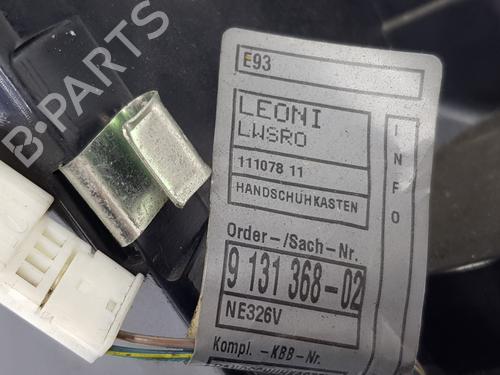 E93
LEONI
LWSRO
111078 11
HANDSCHUHKASTEN
INFO
Order-/Sach-Nr.
9 131 368-02
NE326V
Kompl. -KBB-Nr.
B-PARTS